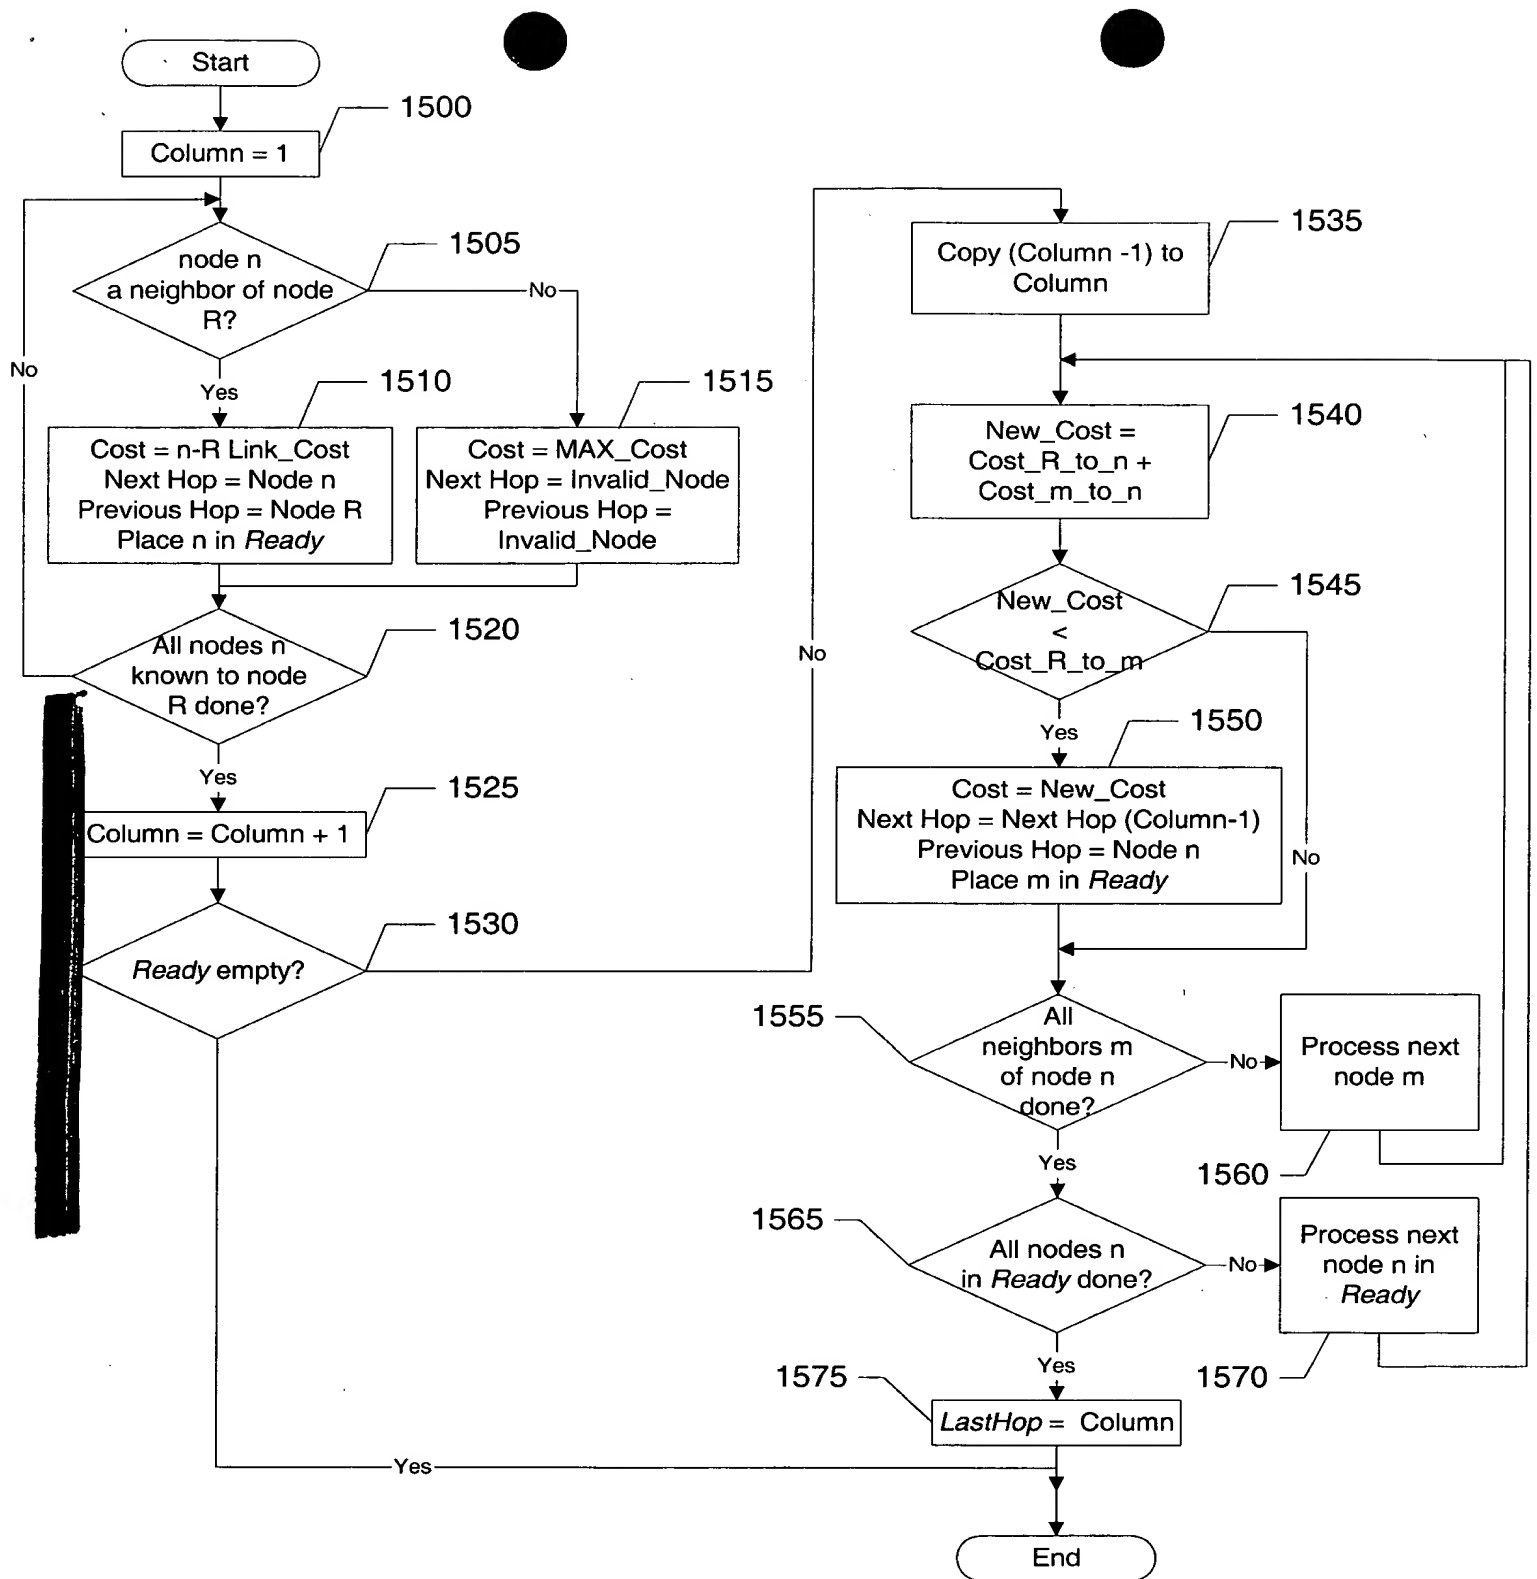 Start
1500
Column = 1
1505
node n
a neighbor of node
R?
No
No
Yes
1510
1515
Cost = n-R Link_Cost
Next Hop = Node n
Previous Hop = Node R
Place n in Ready
Cost = MAX_Cost
Next Hop = Invalid_Node
Previous Hop =
Invalid_Node
1520
All nodes n
known to node
R done?
Yes
1525
Column = Column + 1
1530
Ready empty?
No
Yes
1535
Copy (Column -1) to
Column
1540
New_Cost =
Cost_R_to_n +
Cost_m_to_n
1545
New_Cost
<
Cost_R_to_m
Yes
1550
Cost = New_Cost
Next Hop = Next Hop (Column-1)
Previous Hop = Node n
Place m in Ready
No
1555
All
neighbors m
of node n
done?
No
Process next
node m
Yes
1560
1565
All nodes n
in Ready done?
No
Process next
node n in
Ready
Yes
1570
1575
LastHop = Column
End